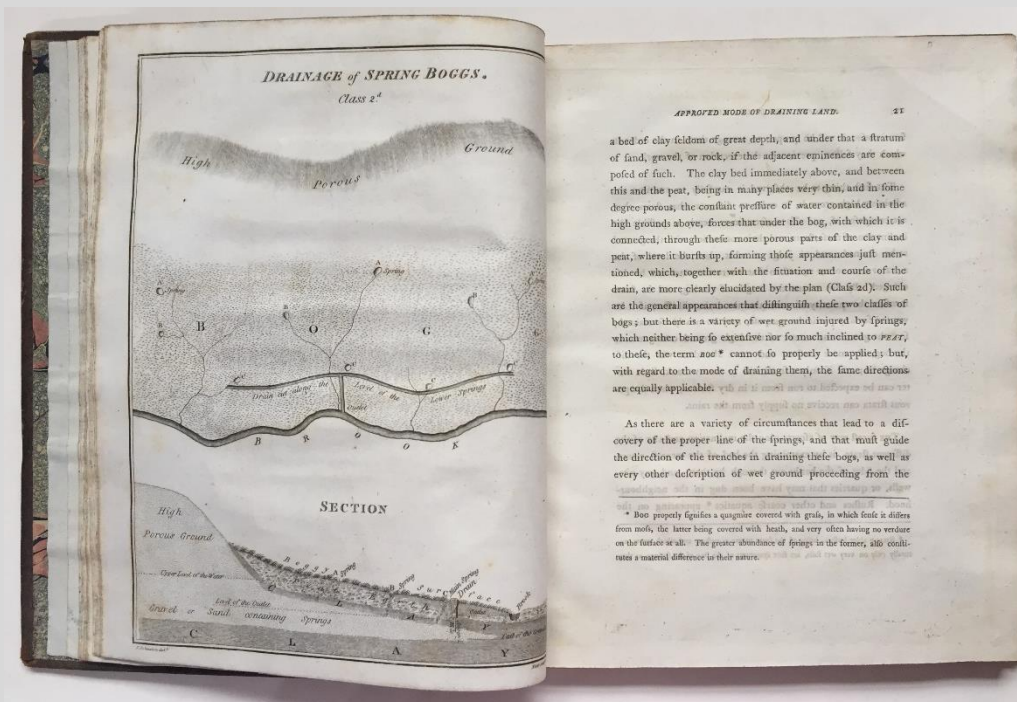 DRAINAGE of SPRING BOGGS.
Class 2.d
High
Porous
Ground
A
Spring
Spring
B
O
G
C
C
C
Drain cut along the
Level of the
Lower Springs
Outlet
B R O O K
SECTION
High
Porous Ground
Level of the Outlet
Gravel or Sand containing Springs
C L A Y
Spring
Spring
Main Spring
Drain
Outlet
APPROVED MODE OF DRAINING LAND. 21
a bed of clay ſeldom of great depth, and under that a ſtratum
of ſand, gravel, or rock, if the adjacent eminences are com-
poſed of ſuch. The clay bed immediately above, and between
this and the peat, being in many places very thin, and in ſome
degree porous, the conſtant preſſure of water contained in the
high grounds above, forces that under the bog, with which it is
connected, through theſe more porous parts of the clay and
peat, where it burſts up, forming thoſe appearances juſt men-
tioned, which, together with the ſituation and courſe of the
drain, are more clearly elucidated by the plan (Claſs 2d). Such
are the general appearances that diſtinguiſh theſe two claſſes of
bogs; but there is a variety of wet ground injured by ſprings,
which neither being ſo extenſive nor ſo much inclined to PEAT,
to theſe, the term BOG * cannot ſo properly be applied; but,
with regard to the mode of draining them, the ſame directions
are equally applicable.
As there are a variety of circumſtances that lead to a diſ-
covery of the proper line of the ſprings, and that muſt guide
the direction of the trenches in draining theſe bogs, as well as
every other deſcription of wet ground proceeding from the
* BOG properly ſignifies a quagmire covered with graſs, in which ſenſe it differs
from moſs, the latter being covered with heath, and very often having no verdure
on the ſurface at all. The greater abundance of ſprings in the former, alſo conſti-
tutes a material difference in their nature.